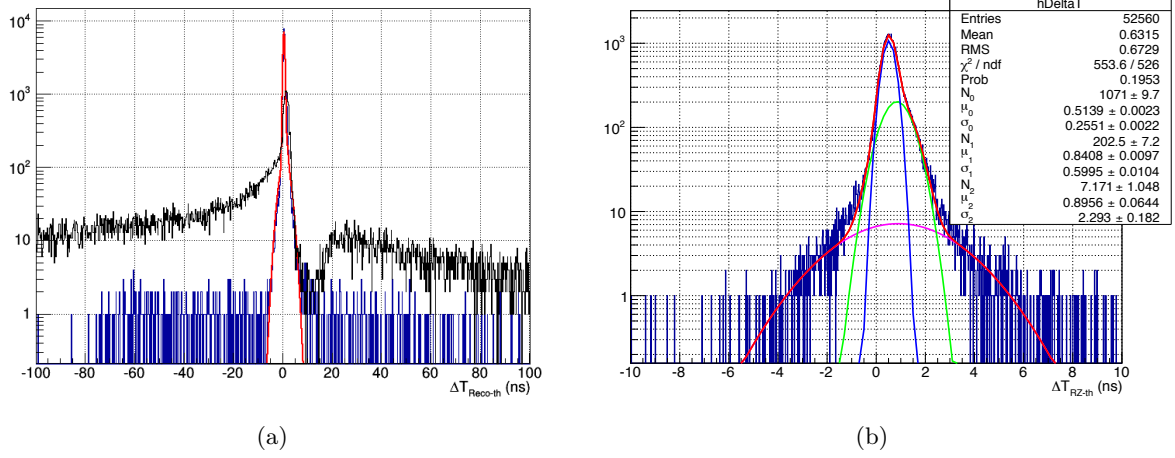 10⁴
10³
10²
10
1
-100 -80 -60 -40 -20 0 20 40 60 80 100
ΔT_Reco-th (ns)
(a)
hDeltaT
Entries 52560
Mean 0.6315
RMS 0.6729
χ² / ndf 553.6 / 526
Prob 0.1953
N₀ 1071 ± 9.7
μ₀ 0.5139 ± 0.0023
σ₀ 0.2551 ± 0.0022
N₁ 202.5 ± 7.2
μ₁ 0.8408 ± 0.0097
σ₁ 0.5995 ± 0.0104
N₂ 7.171 ± 1.048
μ₂ 0.8956 ± 0.0644
σ₂ 2.293 ± 0.182
10³
10²
10
1
-10 -8 -6 -4 -2 0 2 4 6 8 10
ΔT_RZ-th (ns)
(b)